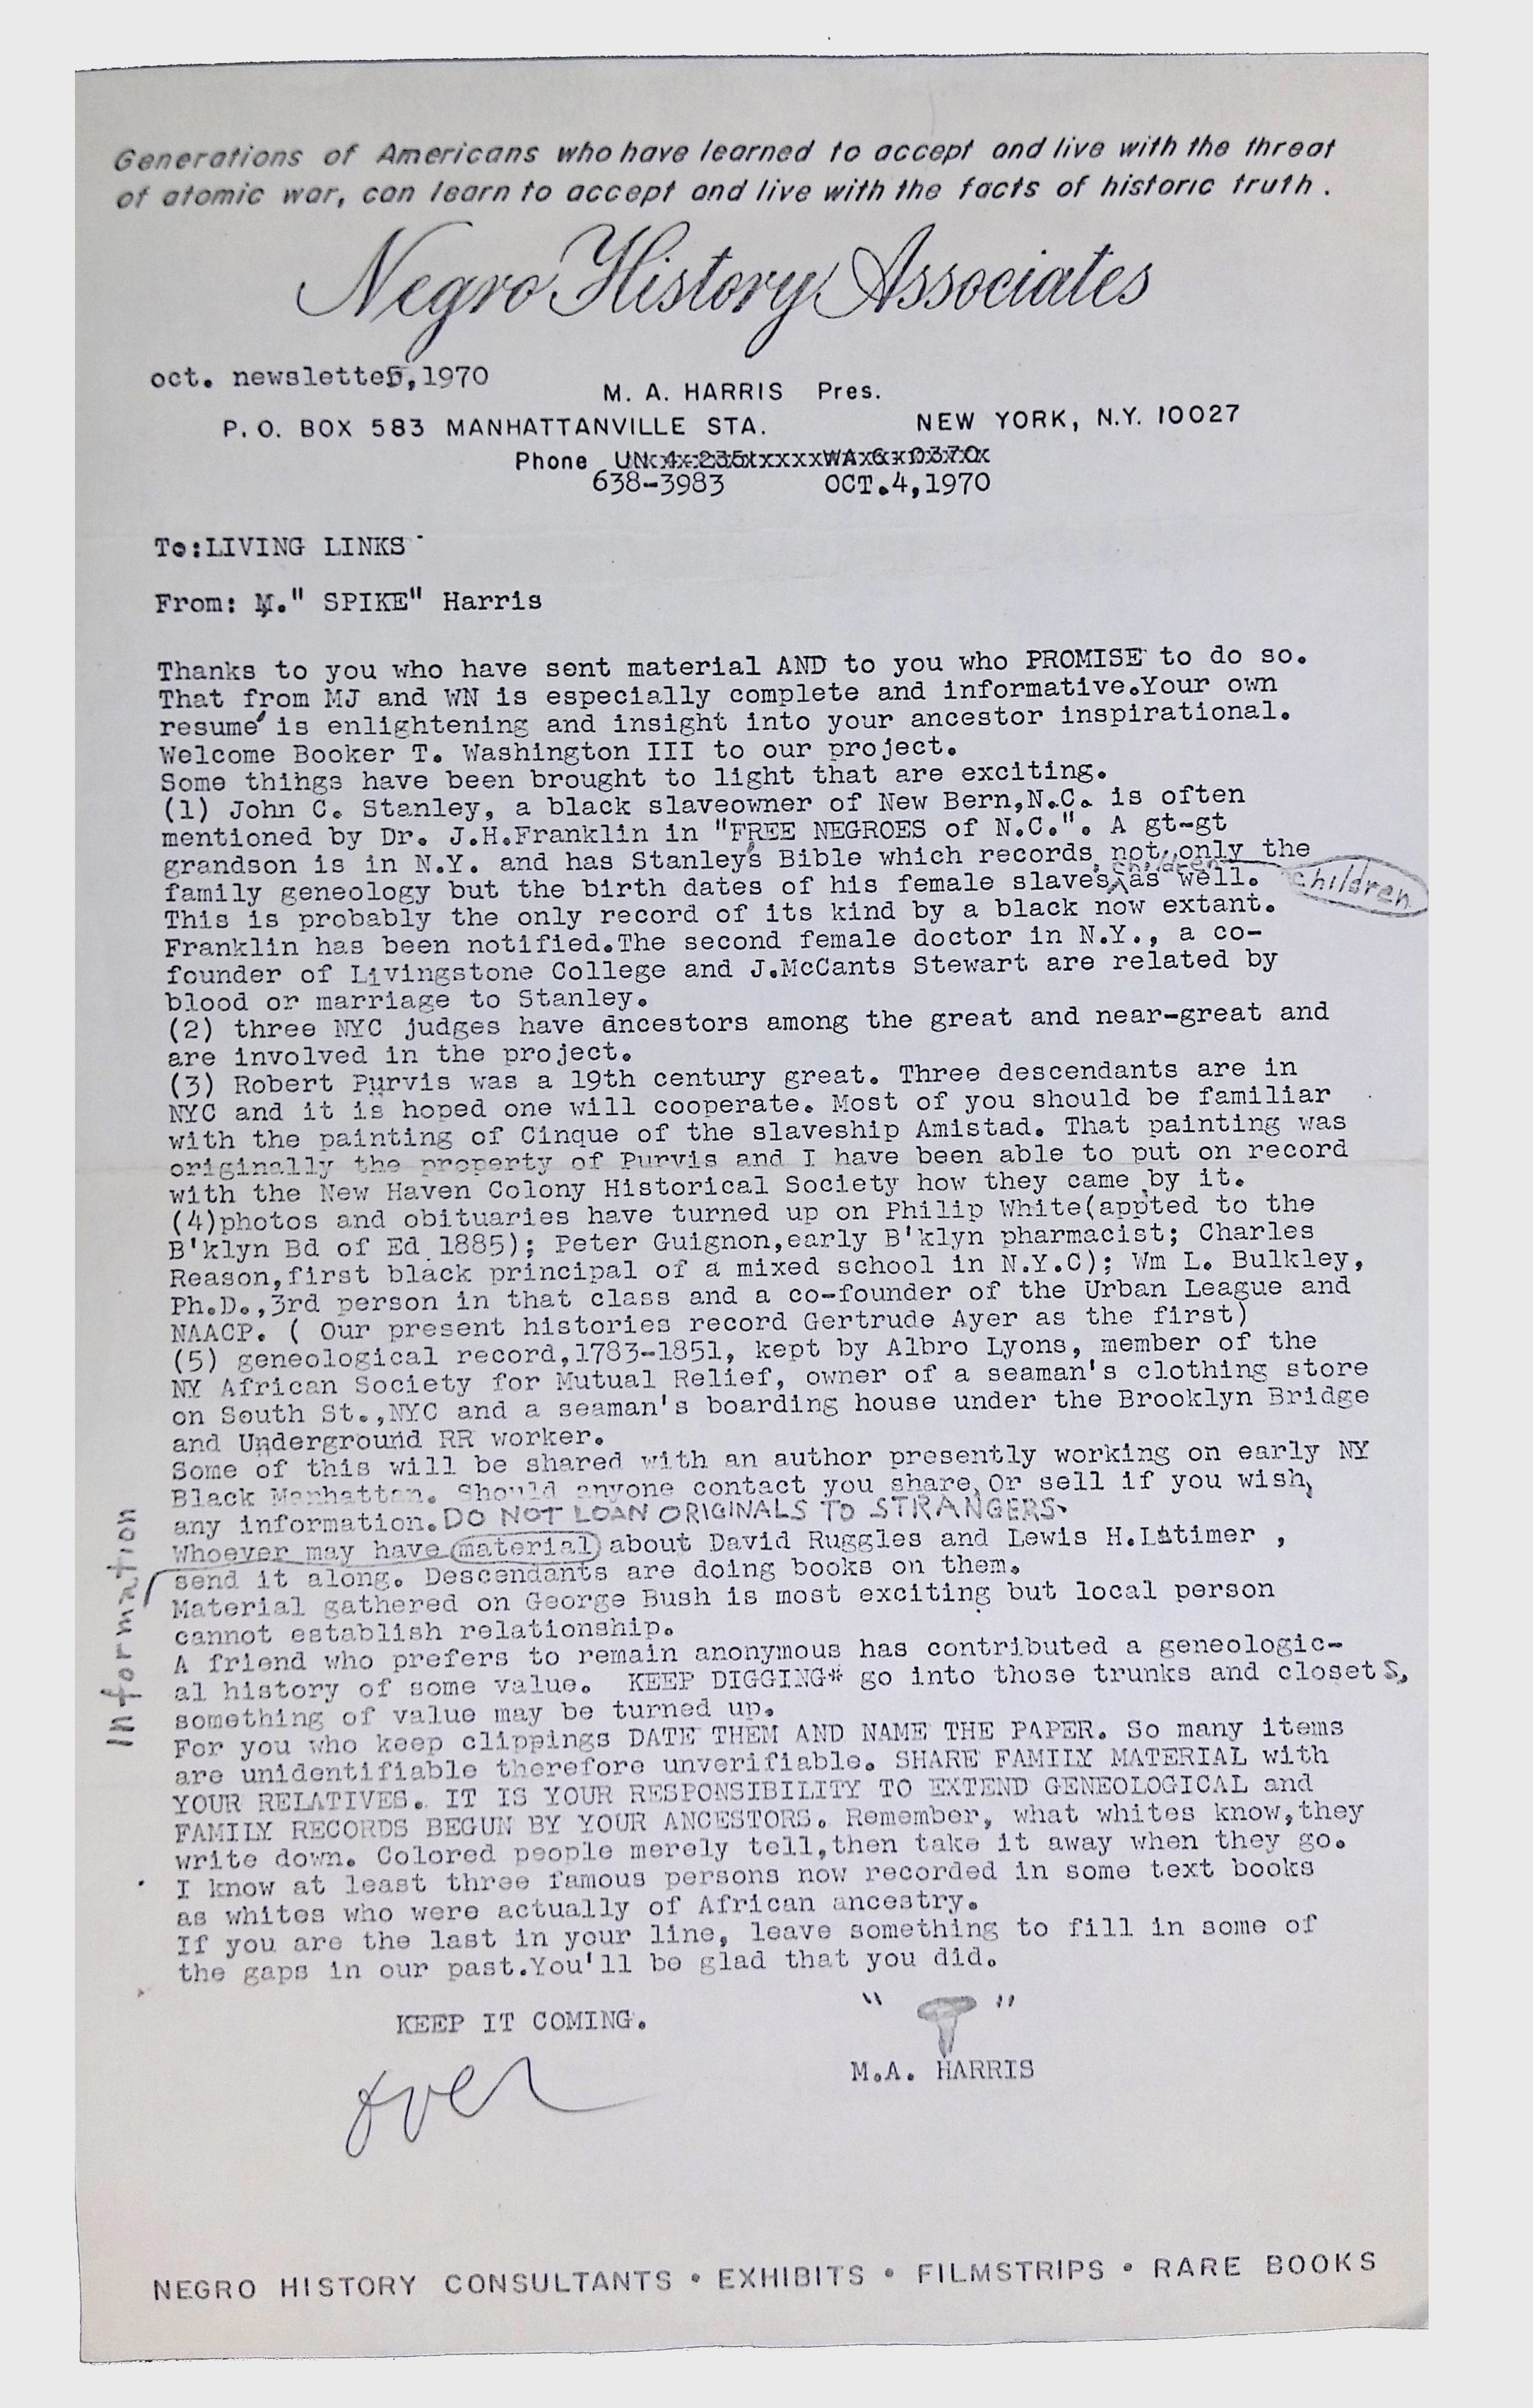 Generations of Americans who have learned to accept and live with the threat
of atomic war, can learn to accept and live with the facts of historic truth.
Negro History Associates
oct. newsletter5,1970
M. A. HARRIS Pres.
P. O. BOX 583 MANHATTANVILLE STA. NEW YORK, N.Y. 10027
Phone UN 4-2351 WA 6-0370
638-3983 OCT.4,1970
To:LIVING LINKS
From: M." SPIKE" Harris
Thanks to you who have sent material AND to you who PROMISE to do so.
That from MJ and WN is especially complete and informative.Your own
resume' is enlightening and insight into your ancestor inspirational.
Welcome Booker T. Washington III to our project.
Some things have been brought to light that are exciting.
(1) John C. Stanley, a black slaveowner of New Bern,N.C. is often
mentioned by Dr. J.H.Franklin in "FREE NEGROES of N.C.". A gt-gt
grandson is in N.Y. and has Stanley's Bible which records, not only the
children
family geneology but the birth dates of his female slaves, as well. children
This is probably the only record of its kind by a black now extant.
Franklin has been notified.The second female doctor in N.Y., a co-
founder of Livingstone College and J.McCants Stewart are related by
blood or marriage to Stanley.
(2) three NYC judges have ancestors among the great and near-great and
are involved in the project.
(3) Robert Purvis was a 19th century great. Three descendants are in
NYC and it is hoped one will cooperate. Most of you should be familiar
with the painting of Cinque of the slaveship Amistad. That painting was
originally the property of Purvis and I have been able to put on record
with the New Haven Colony Historical Society how they came by it.
(4)photos and obituaries have turned up on Philip White(appted to the
B'klyn Bd of Ed 1885); Peter Guignon,early B'klyn pharmacist; Charles
Reason,first black principal of a mixed school in N.Y.C); Wm L. Bulkley,
Ph.D.,3rd person in that class and a co-founder of the Urban League and
NAACP. ( Our present histories record Gertrude Ayer as the first)
(5) geneological record,1783-1851, kept by Albro Lyons, member of the
NY African Society for Mutual Relief, owner of a seaman's clothing store
on South St.,NYC and a seaman's boarding house under the Brooklyn Bridge
and Underground RR worker.
Some of this will be shared with an author presently working on early NY
Black Manhattan. Should anyone contact you share, Or sell if you wish,
any information. DO NOT LOAN ORIGINALS TO STRANGERS.
Whoever may have material about David Ruggles and Lewis H.Latimer ,
send it along. Descendants are doing books on them.
Information
Material gathered on George Bush is most exciting but local person
cannot establish relationship.
A friend who prefers to remain anonymous has contributed a geneologic-
al history of some value. KEEP DIGGING* go into those trunks and closets,
something of value may be turned up.
For you who keep clippings DATE THEM AND NAME THE PAPER. So many items
are unidentifiable therefore unverifiable. SHARE FAMILY MATERIAL with
YOUR RELATIVES. IT IS YOUR RESPONSIBILITY TO EXTEND GENEOLOGICAL and
FAMILY RECORDS BEGUN BY YOUR ANCESTORS. Remember, what whites know,they
write down. Colored people merely tell,then take it away when they go.
I know at least three famous persons now recorded in some text books
as whites who were actually of African ancestry.
If you are the last in your line, leave something to fill in some of
the gaps in our past.You'll be glad that you did.
KEEP IT COMING.
M.A. HARRIS
over
NEGRO HISTORY CONSULTANTS • EXHIBITS • FILMSTRIPS • RARE BOOKS